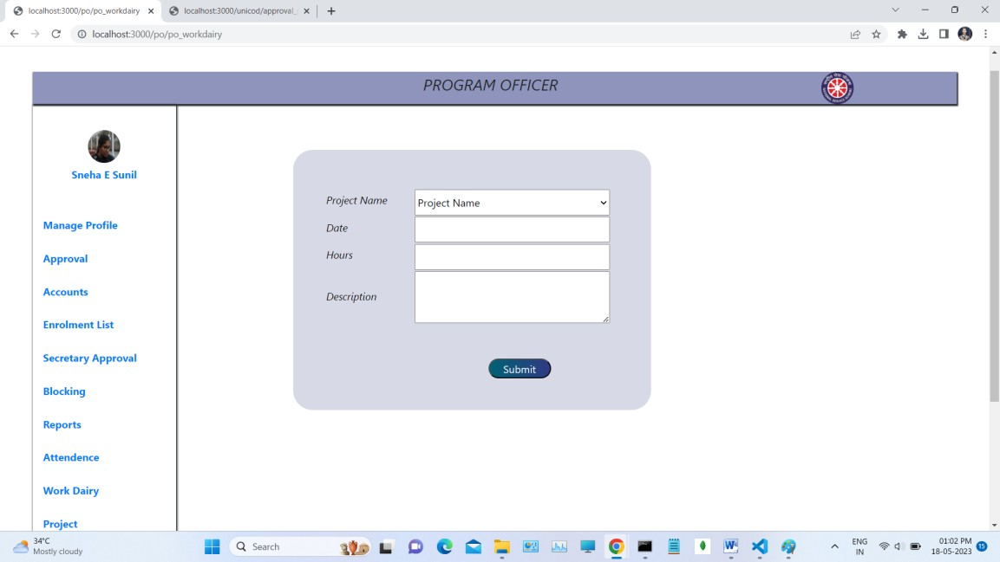 localhost:3000/po/po_workdairy
localhost:3000/unicod/approval_
localhost:3000/po/po_workdairy
PROGRAM OFFICER
Sneha E Sunil
Manage Profile
Approval
Accounts
Enrolment List
Secretary Approval
Blocking
Reports
Attendence
Work Dairy
Project
Project Name
Project Name
Date
Hours
Description
Submit
34°C
Mostly cloudy
Search
ENG
IN
01:02 PM
18-05-2023
15